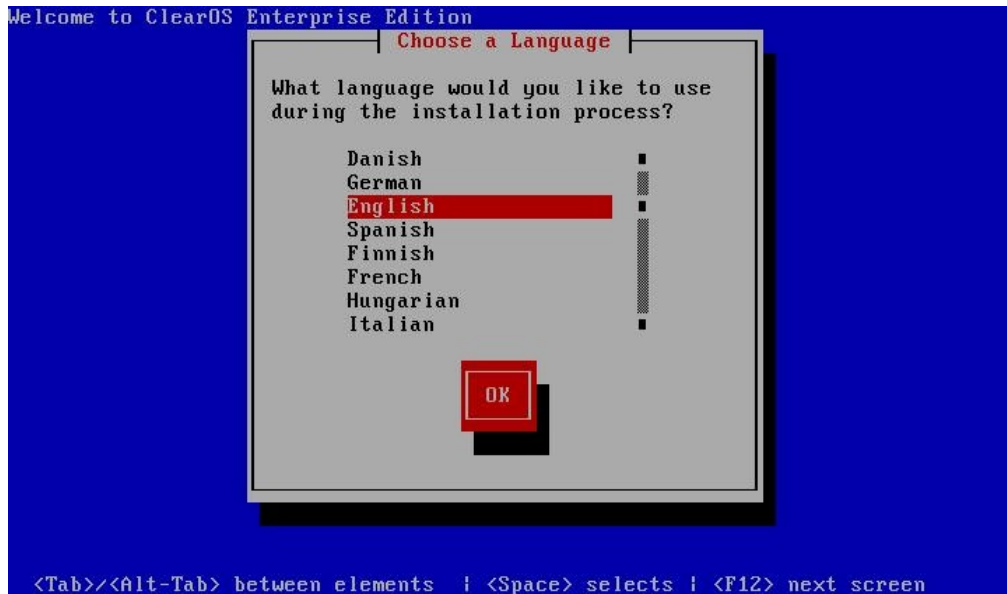 Welcome to ClearOS Enterprise Edition
Choose a Language
What language would you like to use
during the installation process?
Danish
German
English
Spanish
Finnish
French
Hungarian
Italian
OK
<Tab>/<Alt-Tab> between elements | <Space> selects | <F12> next screen